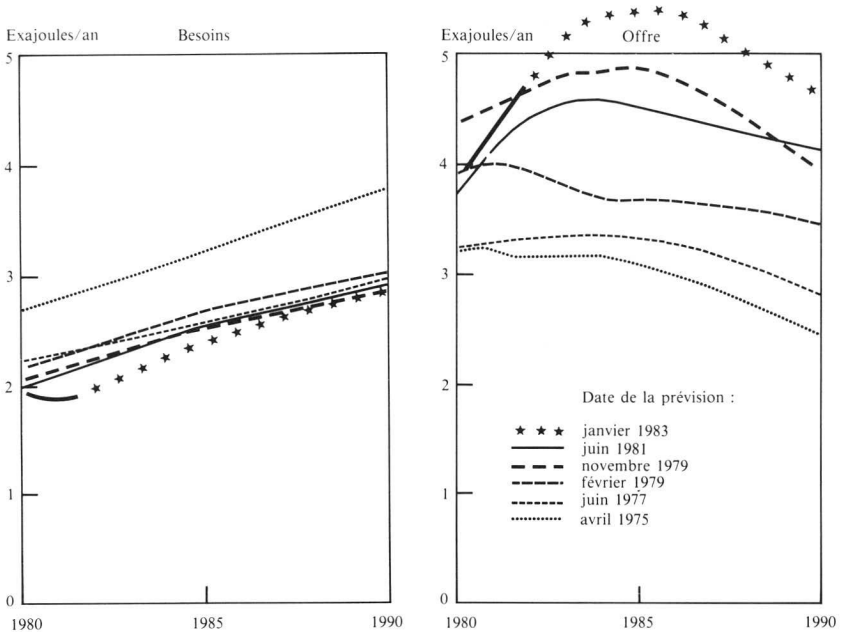 Exajoules/an Besoins
5
4
3
2
1
0
1980 1985 1990
Exajoules/an Offre
5
4
3
2
1
0
1980 1985 1990
Date de la prévision :
janvier 1983
juin 1981
novembre 1979
février 1979
juin 1977
avril 1975